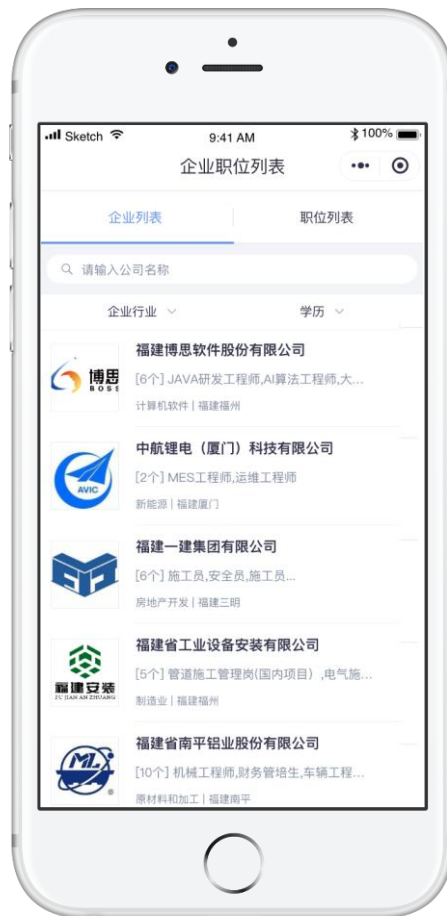 Sketch
9:41 AM
100%
企业职位列表
企业列表
职位列表
请输入公司名称
企业行业
学历
博思
BOSS
福建博思软件股份有限公司
[6个] JAVA研发工程师,AI算法工程师,大...
计算机软件 | 福建福州
AVIC
中航锂电（厦门）科技有限公司
[2个] MES工程师,运维工程师
新能源 | 福建厦门
福建一建集团有限公司
[6个] 施工员,安全员,施工员...
房地产开发 | 福建三明
福建安装
FU JIAN AN ZHUANG
福建省工业设备安装有限公司
[5个] 管道施工管理岗(国内项目）,电气施...
制造业 | 福建福州
ML
福建省南平铝业股份有限公司
[10个] 机械工程师,财务管培生,车辆工程...
原材料和加工 | 福建南平